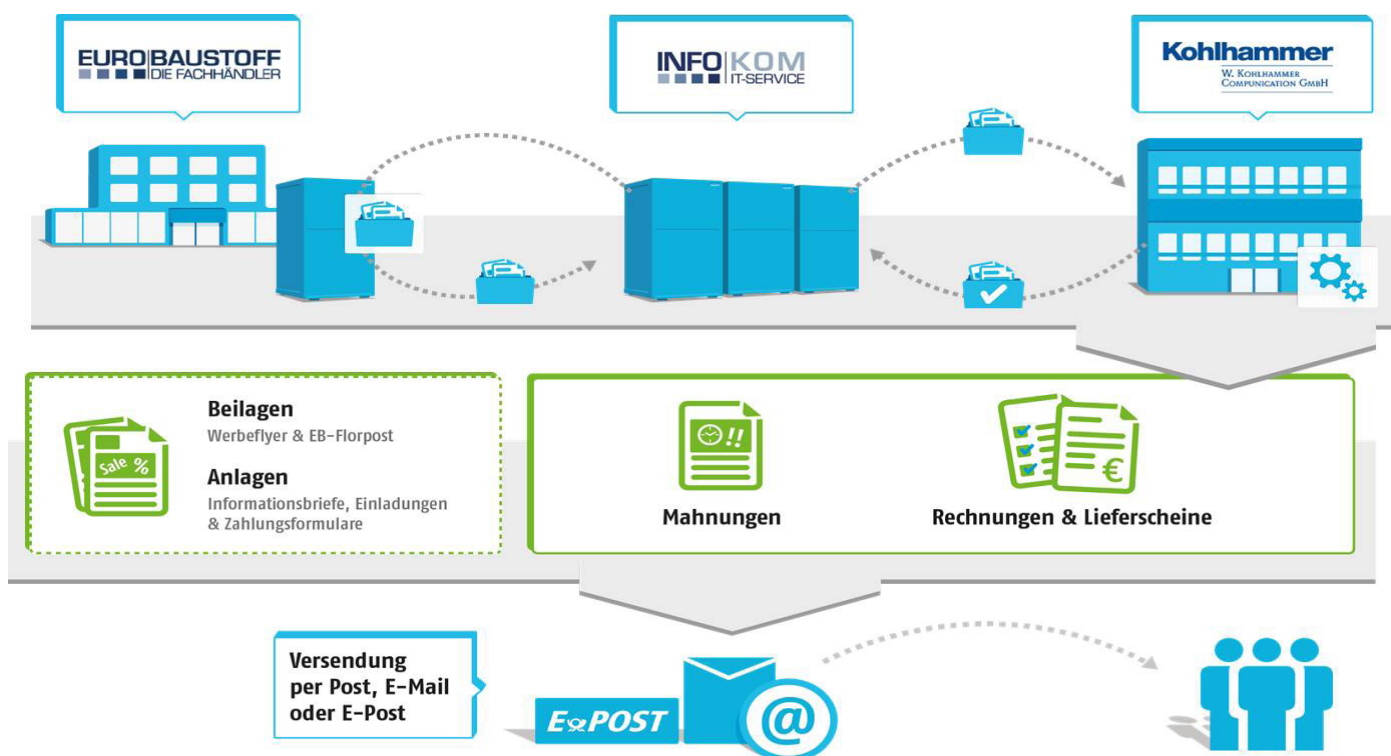 EURO|BAUSTOFF
DIE FACHHÄNDLER
INFO|KOM
IT-SERVICE
Kohlhammer
W. KOHLHAMMER
COMPUNICATION GMBH
Beilagen
Werbeflyer & EB-Florpost
Anlagen
Informationsbriefe, Einladungen
& Zahlungsformulare
Sale %
!!
Mahnungen
€
Rechnungen & Lieferscheine
Versendung
per Post, E-Mail
oder E-Post
E POST
@